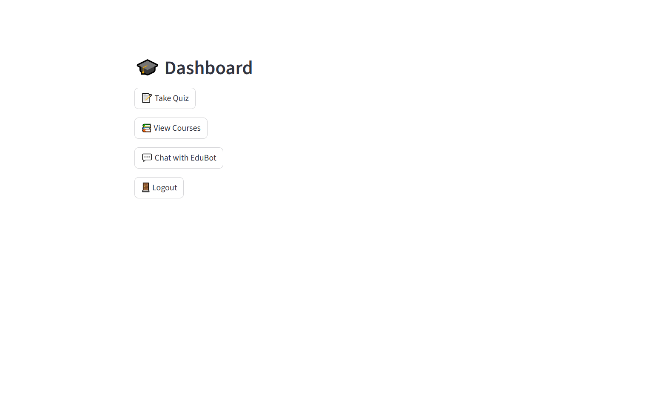 🎓 Dashboard
📝 Take Quiz
📚 View Courses
💬 Chat with EduBot
🚪 Logout